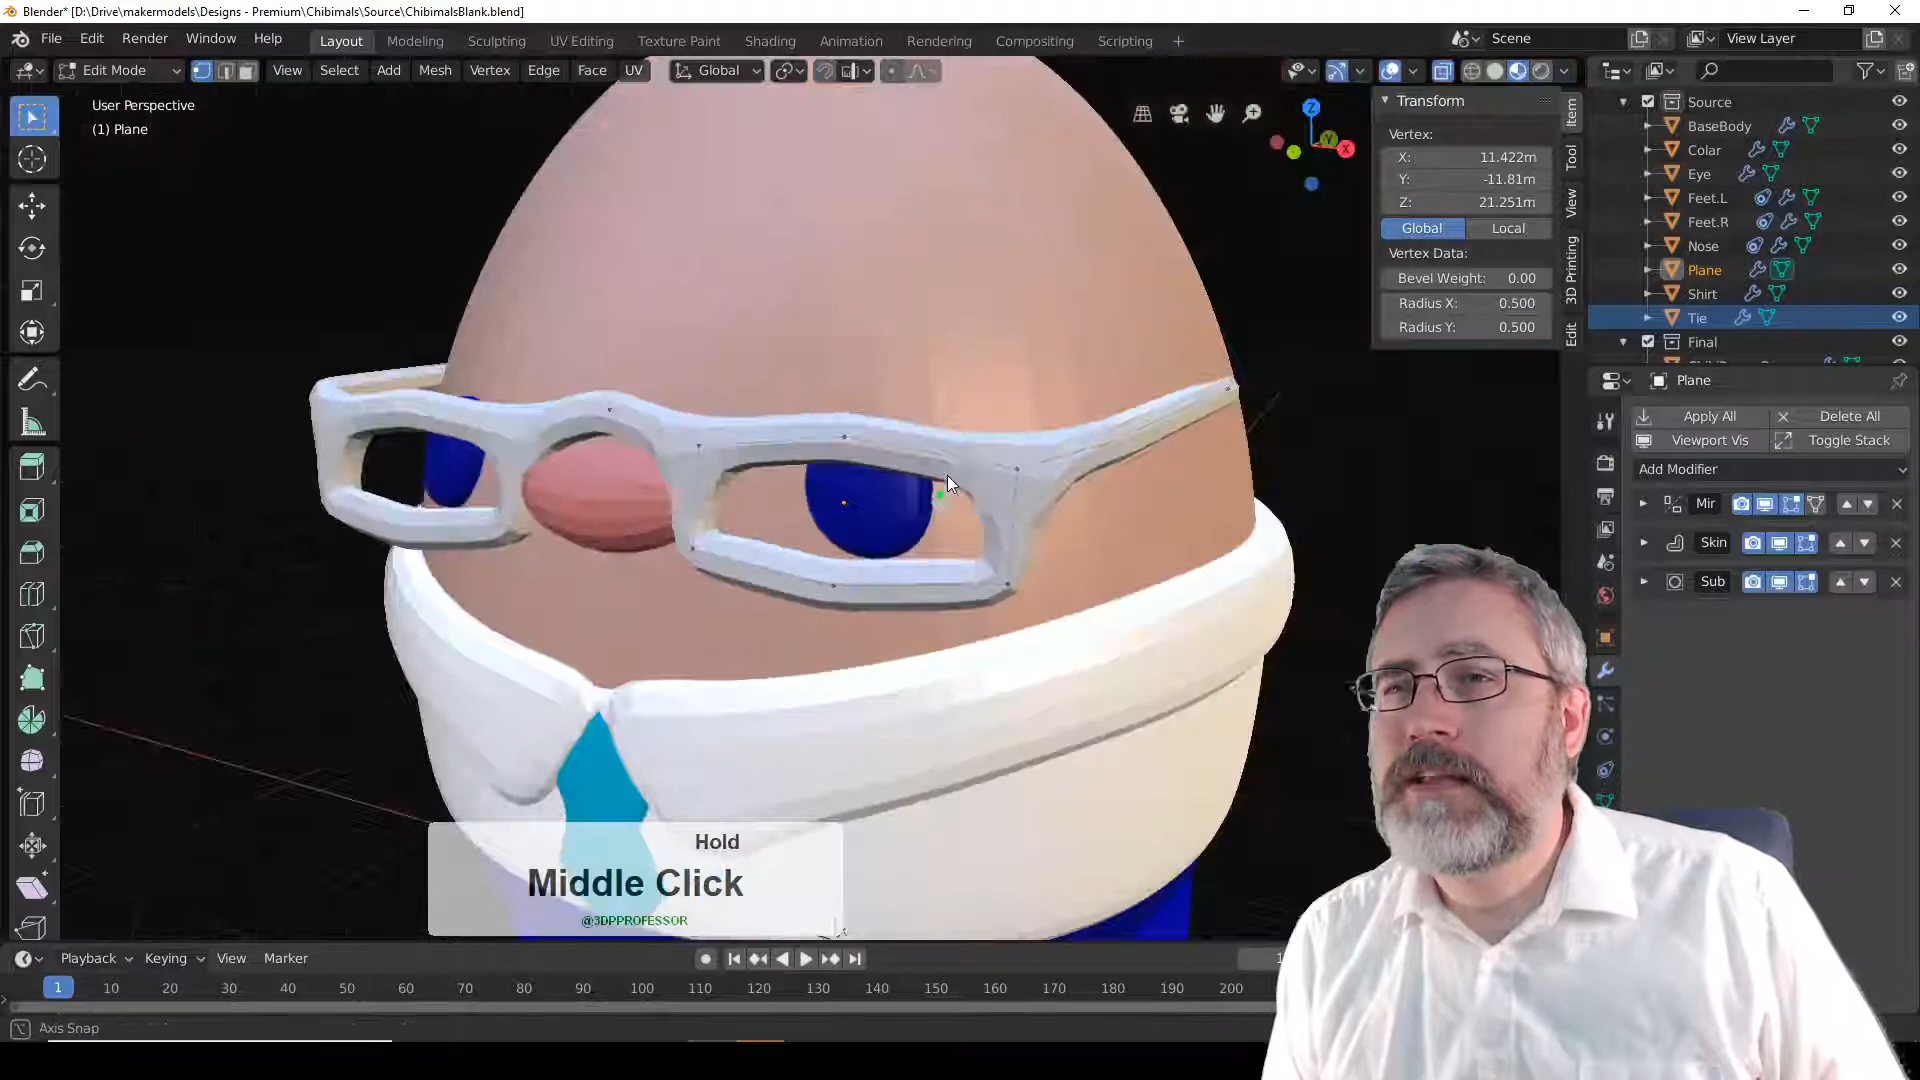 Blender* [D:\Drive\makermodels\Designs - Premium\Chibimals\Source\ChibimalsBlank.blend]
File Edit Render Window Help
Layout Modeling Sculpting UV Editing Texture Paint Shading Animation Rendering Compositing Scripting +
Scene
View Layer
Edit Mode
View Select Add Mesh Vertex Edge Face UV
Global
User Perspective
(1) Plane
Transform
Vertex:
X: 11.422m
Y: -11.81m
Z: 21.251m
Global Local
Vertex Data:
Bevel Weight: 0.00
Radius X: 0.500
Radius Y: 0.500
Item
Tool
View
3D Printing
Edit
Z
Y
X
Source
BaseBody
Colar
Eye
Feet.L
Feet.R
Nose
Plane
Shirt
Tie
Final
Plane
Apply All Delete All
Viewport Vis Toggle Stack
Add Modifier
Mir
Skin
Sub
Hold
Middle Click
@3DPPROFESSOR
Playback Keying View Marker
1 10 20 30 40 50 60 70 80 90 100 110 120 130 140 150 160 170 180 190 200
Axis Snap